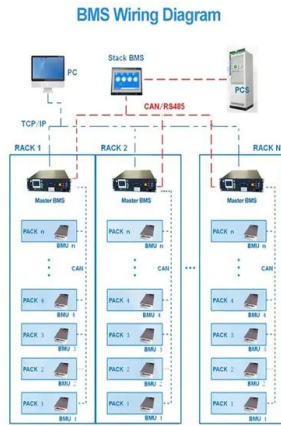 BMS Wiring Diagram
Stack BMS
PC
PCS
CAN/RS485
TCP/IP
RACK 1
RACK 2
RACK N
Master BMS
Master BMS
Master BMS
PACK n
BMU n
PACK n
BMU n
PACK n
BMU n
CAN
CAN
CAN
PACK 4
BMU 4
PACK 4
BMU 4
PACK 4
BMU 4
PACK 3
BMU 3
PACK 3
BMU 3
PACK 3
BMU 3
PACK 2
BMU 2
PACK 2
BMU 2
PACK 2
BMU 2
PACK 1
BMU 1
PACK 1
BMU 1
PACK 1
BMU 1